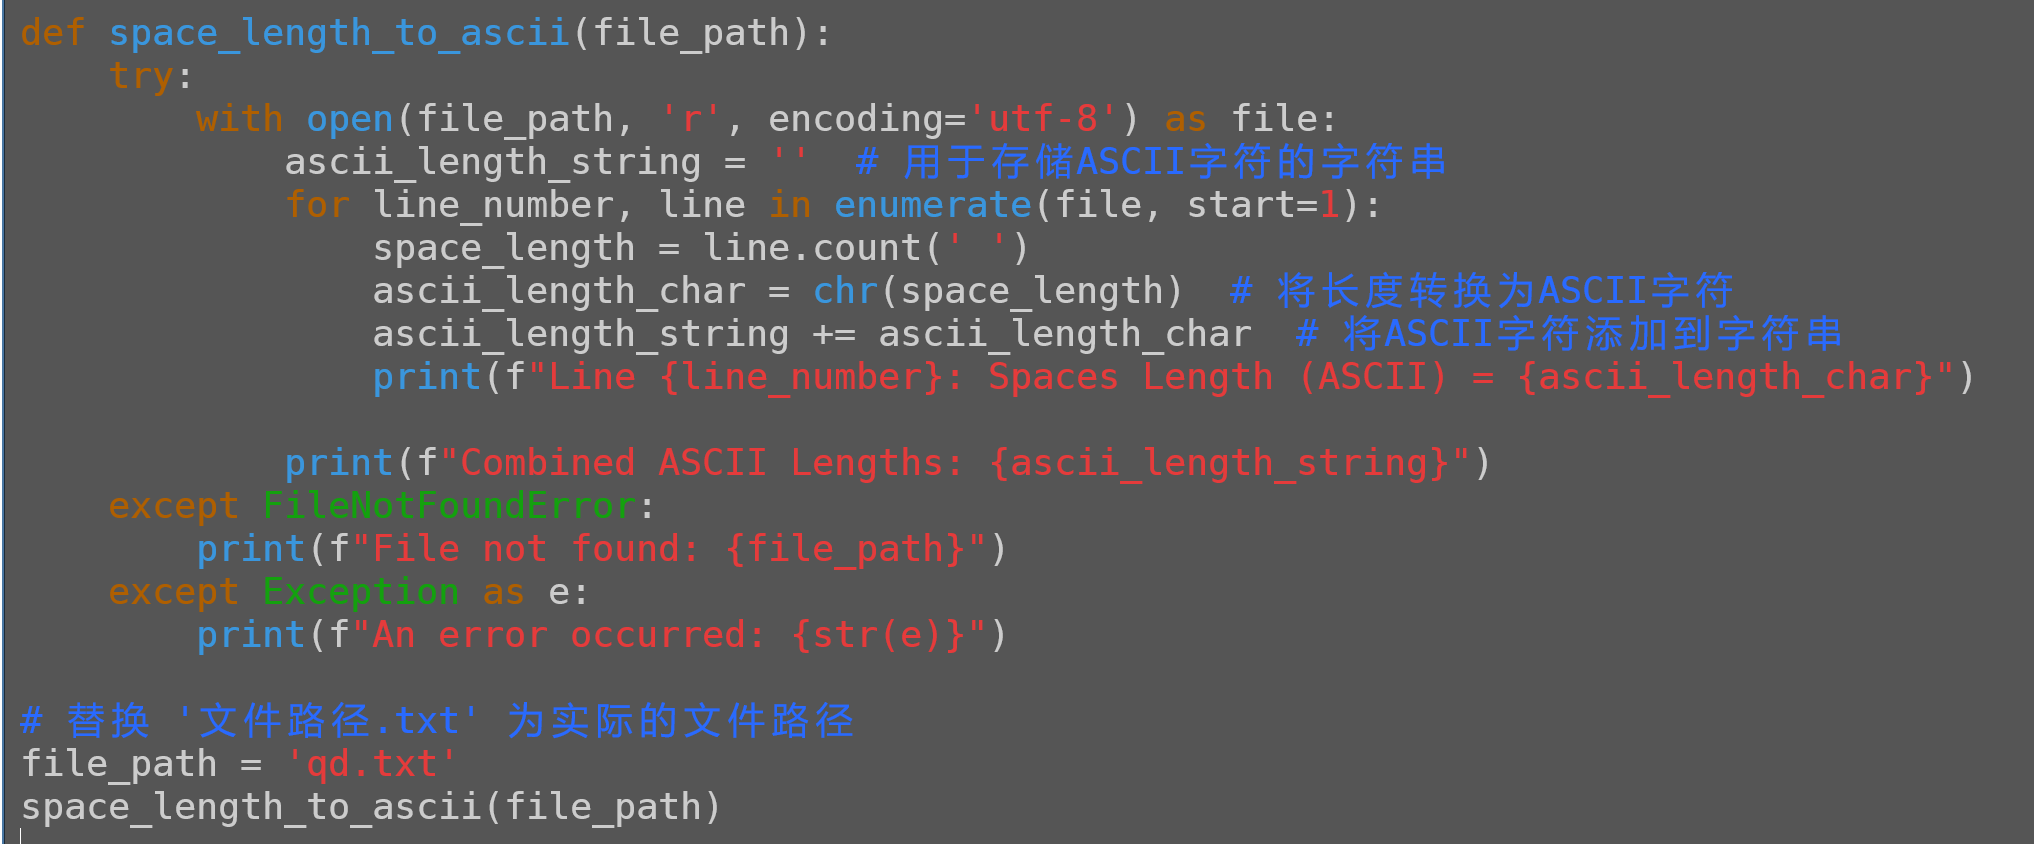 def space_length_to_ascii(file_path):
    try:
        with open(file_path, 'r', encoding='utf-8') as file:
            ascii_length_string = ''  # 用于存储ASCII字符的字符串
            for line_number, line in enumerate(file, start=1):
                space_length = line.count(' ')
                ascii_length_char = chr(space_length)  # 将长度转换为ASCII字符
                ascii_length_string += ascii_length_char  # 将ASCII字符添加到字符串
                print(f"Line {line_number}: Spaces Length (ASCII) = {ascii_length_char}")

            print(f"Combined ASCII Lengths: {ascii_length_string}")
    except FileNotFoundError:
        print(f"File not found: {file_path}")
    except Exception as e:
        print(f"An error occurred: {str(e)}")

# 替换 '文件路径.txt' 为实际的文件路径
file_path = 'qd.txt'
space_length_to_ascii(file_path)